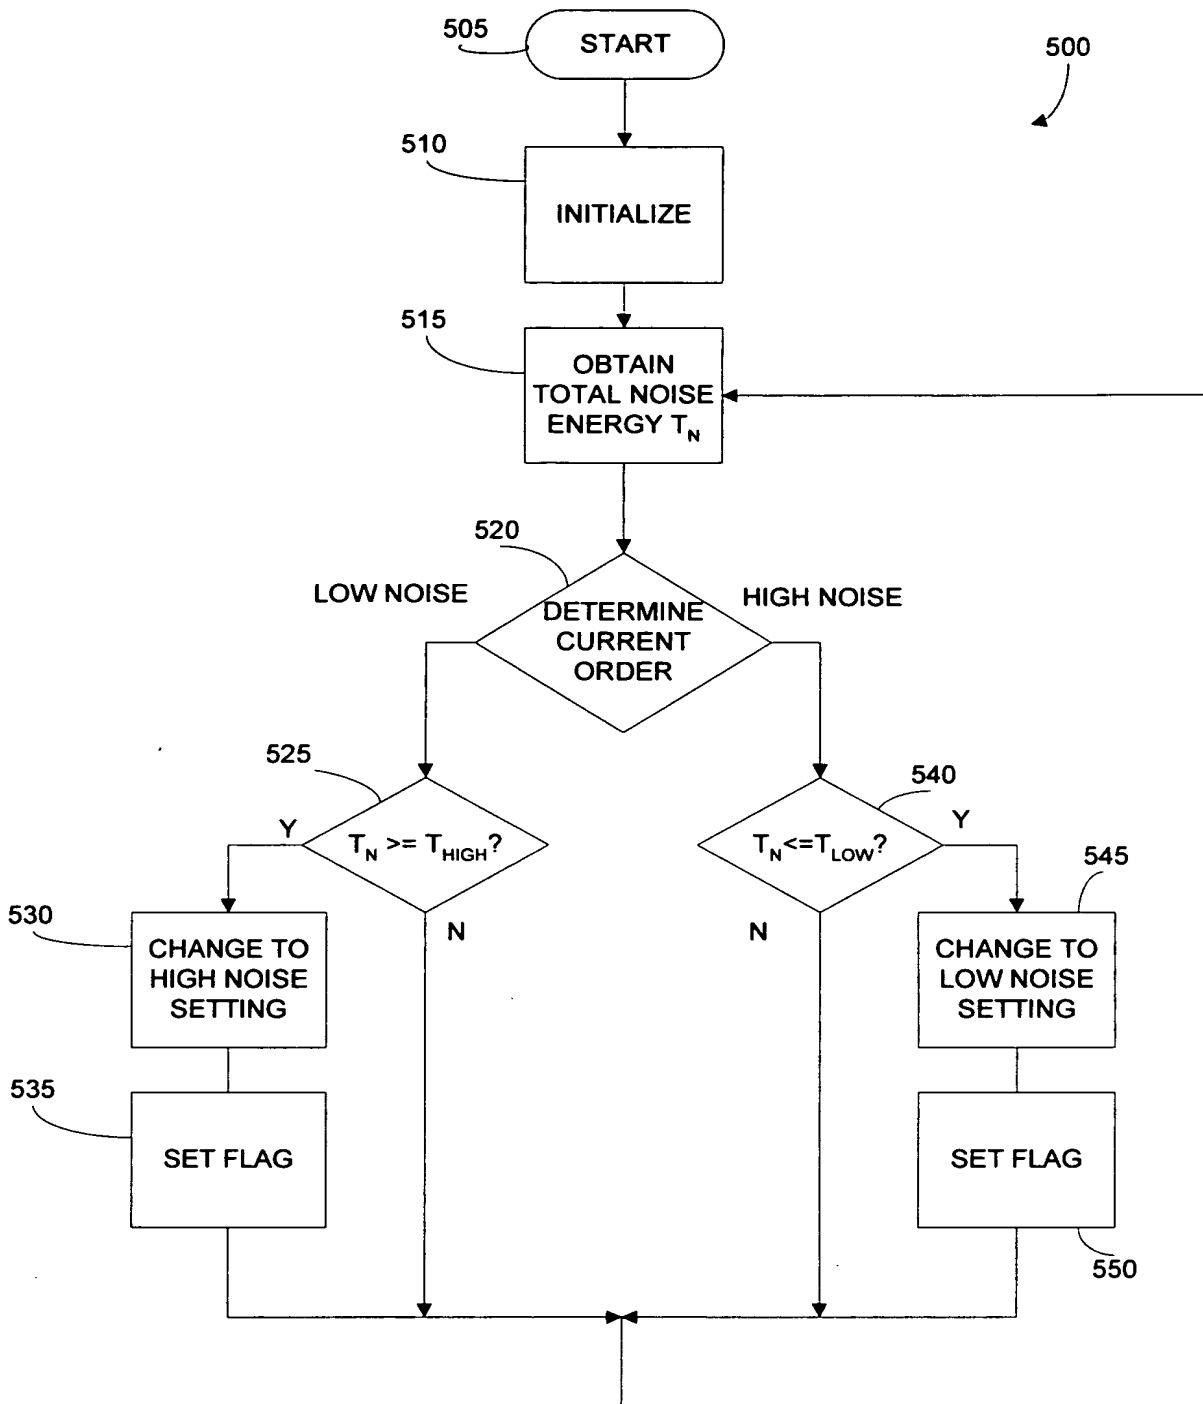 505
START
500
510
INITIALIZE
515
OBTAIN
TOTAL NOISE
ENERGY T_N
520
LOW NOISE
HIGH NOISE
DETERMINE
CURRENT
ORDER
525
540
Y
T_N >= T_HIGH?
T_N<=T_LOW?
Y
545
530
N
N
CHANGE TO
HIGH NOISE
SETTING
CHANGE TO
LOW NOISE
SETTING
535
SET FLAG
SET FLAG
550